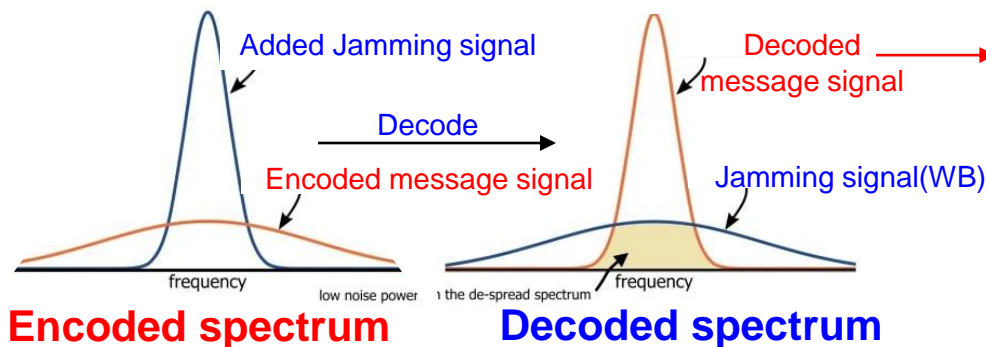 Added Jamming signal
Decoded
message signal
Decode
Encoded message signal
Jamming signal(WB)
frequency
frequency
low noise power
n the de-spread spectrum
Encoded spectrum
Decoded spectrum